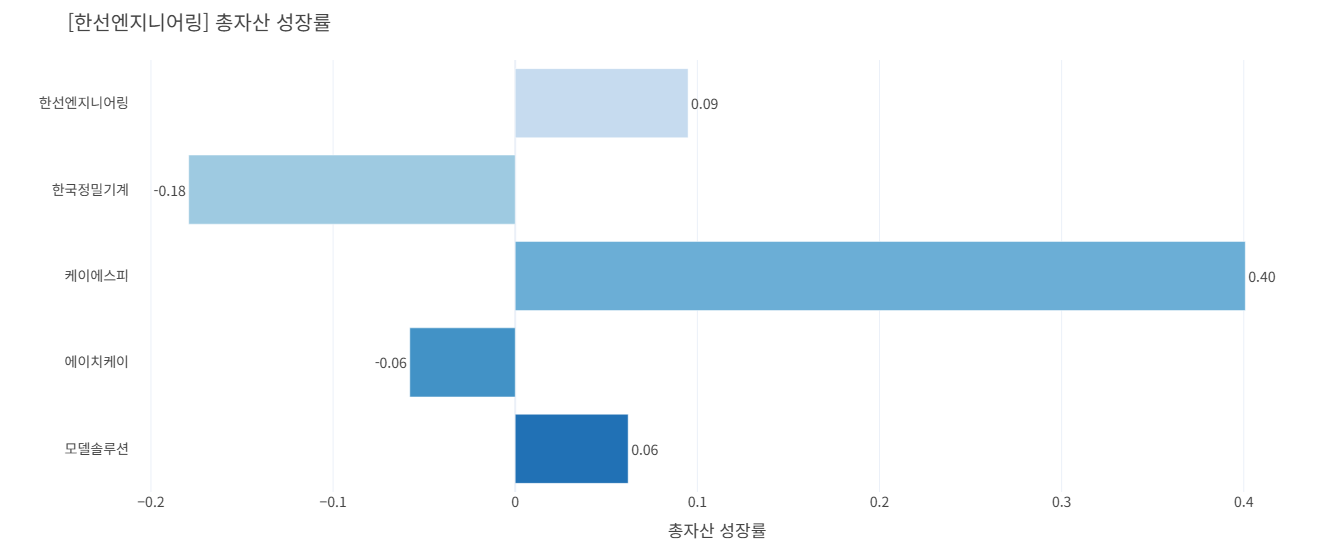 [한선엔지니어링] 총자산 성장률
한선엔지니어링
0.09
한국정밀기계
-0.18
케이에스피
0.40
에이치케이
-0.06
모델솔루션
0.06
−0.2
−0.1
0
0.1
0.2
0.3
0.4
총자산 성장률